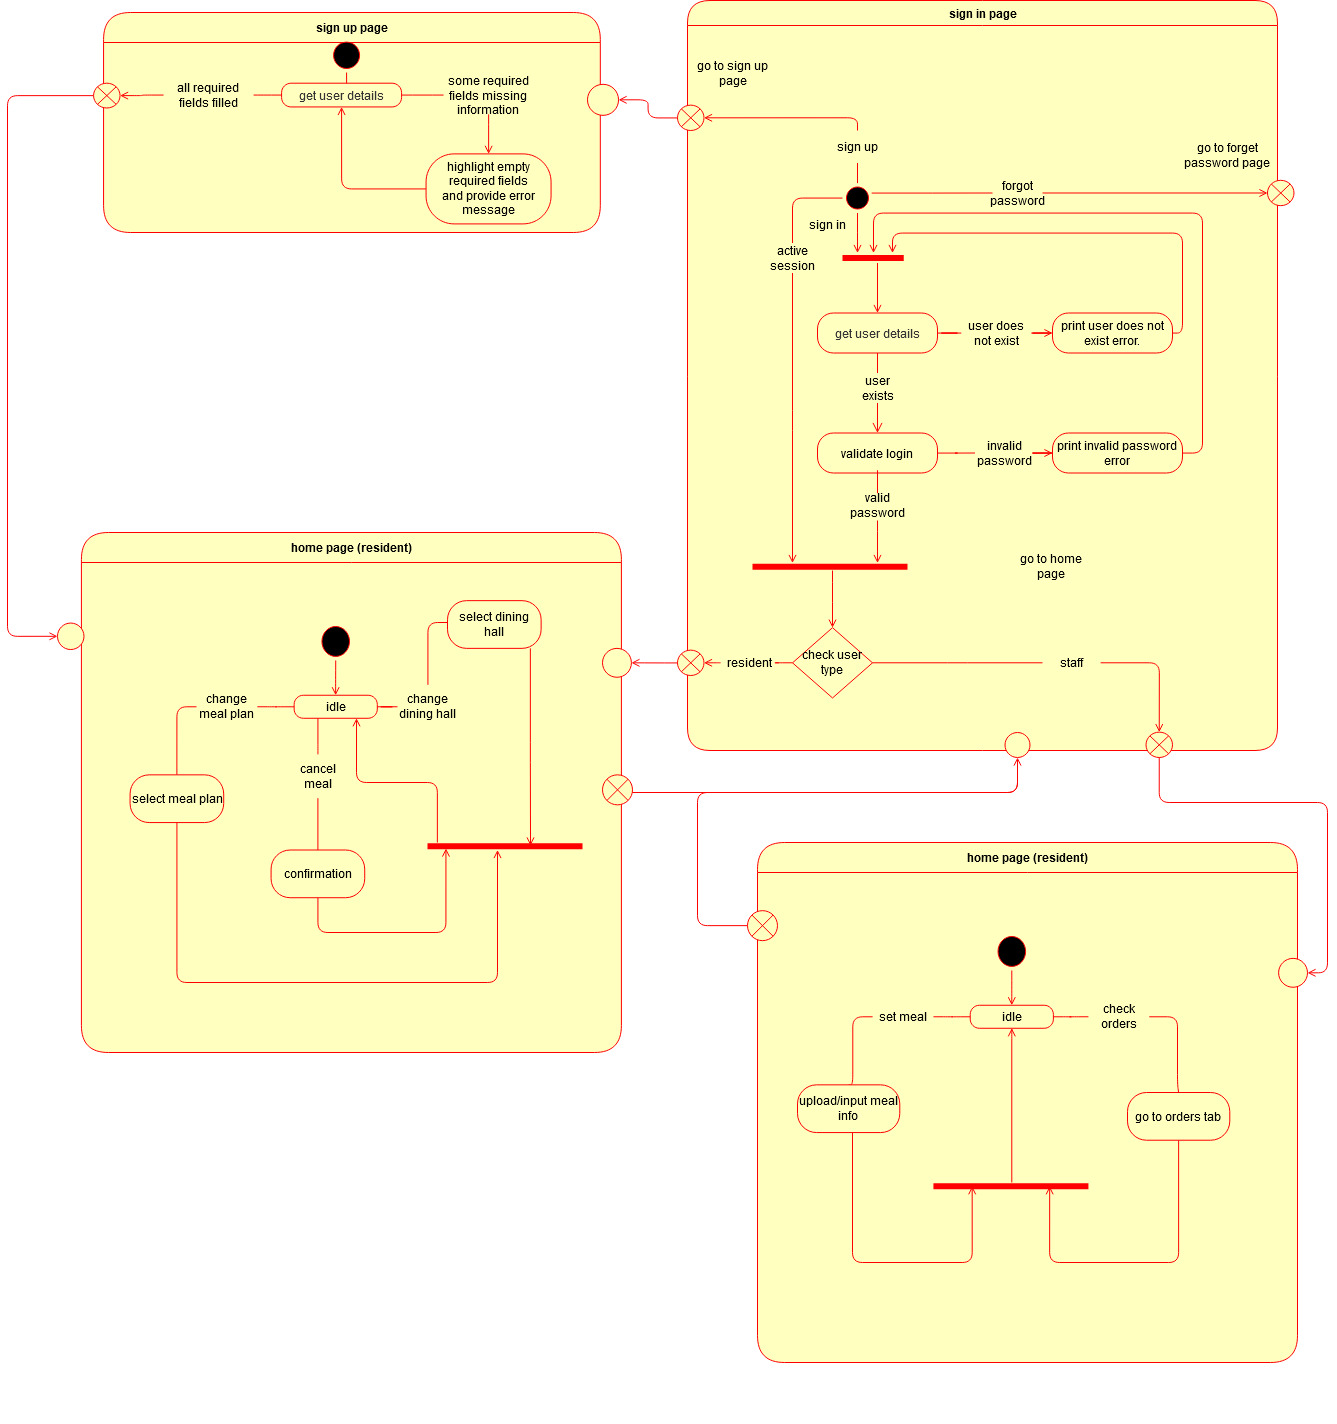 sign up page
get user details
all required
fields filled
some required
fields missing
information
highlight empty
required fields
and provide error
message
sign in page
go to sign up
page
sign up
go to forget
password page
forgot
password
sign in
active
session
get user details
user does
not exist
print user does not
exist error.
user
exists
validate login
invalid
password
print invalid password
error
valid
password
go to home
page
check user
type
resident
staff
home page (resident)
select dining
hall
idle
change
meal plan
change
dining hall
cancel
meal
select meal plan
confirmation
home page (resident)
idle
set meal
check
orders
upload/input meal
info
go to orders tab